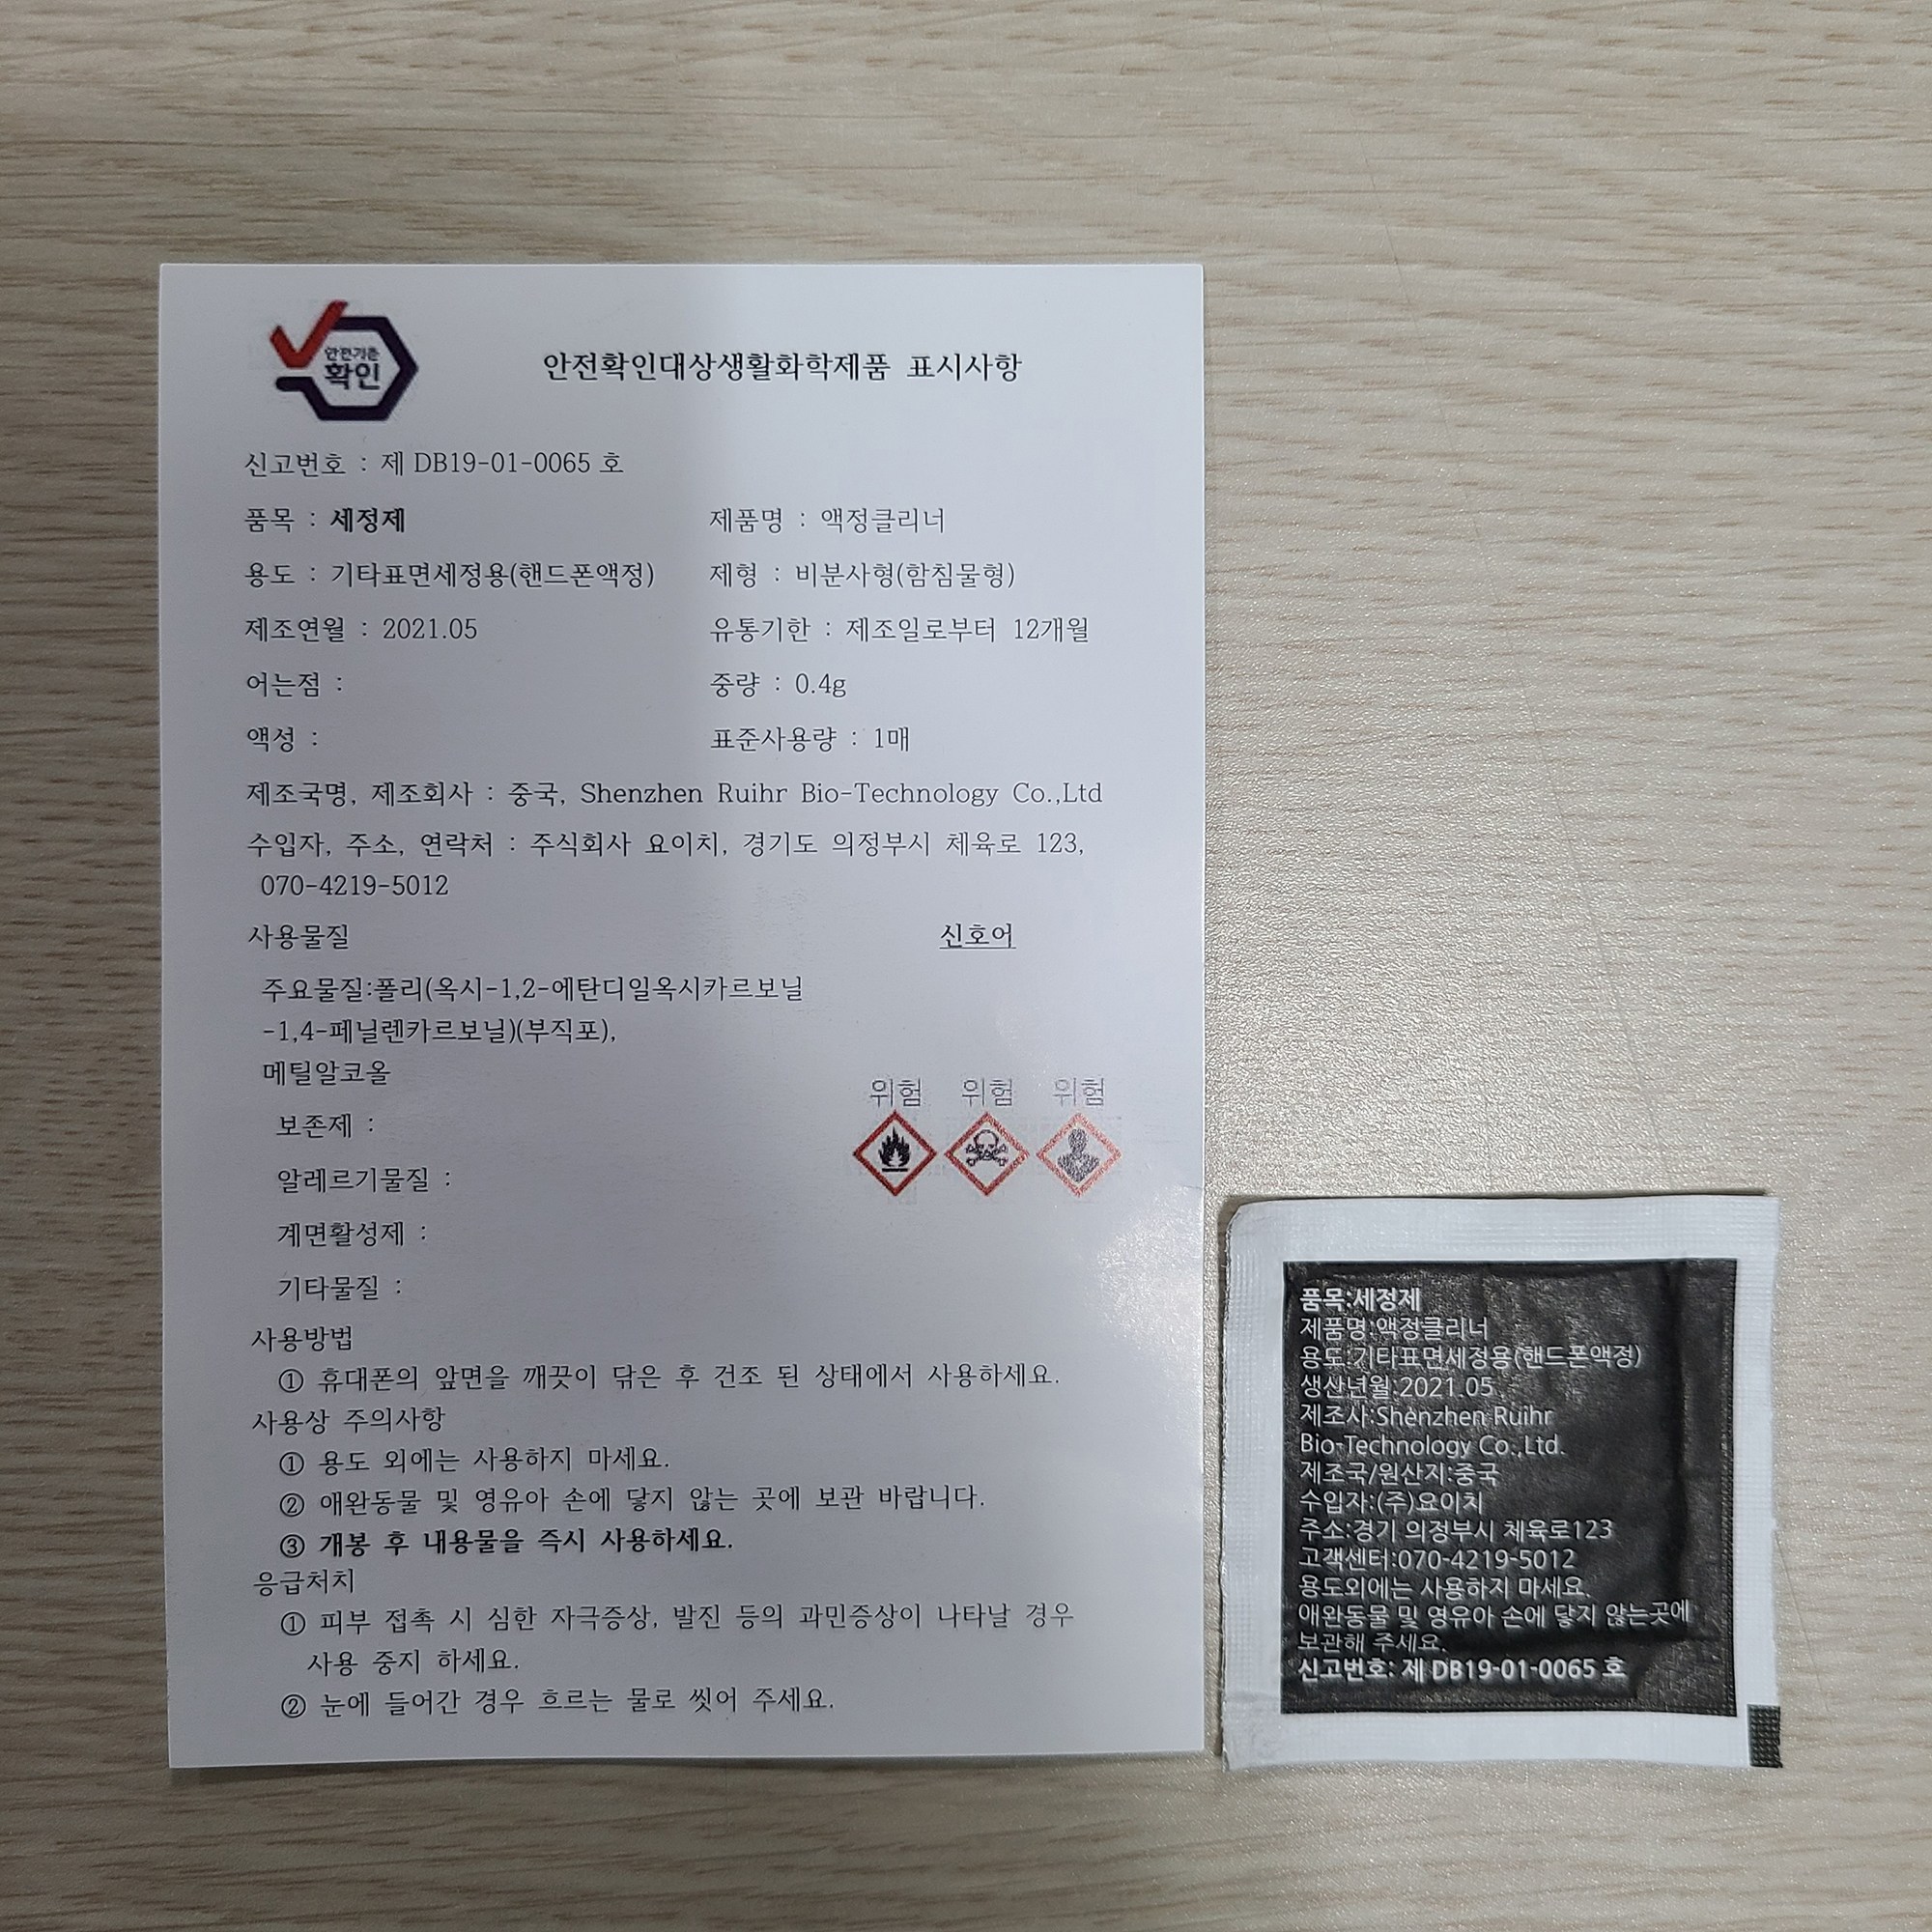 안전기준
확인
안전확인대상생활화학제품 표시사항
신고번호 : 제 DB19-01-0065 호
품목 : 세정제 제품명 : 액정클리너
용도 : 기타표면세정용(핸드폰액정) 제형 : 비분사형(함침물형)
제조연월 : 2021.05 유통기한 : 제조일로부터 12개월
어는점 : 중량 : 0.4g
액성 : 표준사용량 : 1매
제조국명, 제조회사 : 중국, Shenzhen Ruihr Bio-Technology Co.,Ltd
수입자, 주소, 연락처 : 주식회사 요이치, 경기도 의정부시 체육로 123,
070-4219-5012
사용물질 신호어
주요물질:폴리(옥시-1,2-에탄디일옥시카르보닐
-1,4-페닐렌카르보닐)(부직포),
메틸알코올
위험 위험 위험
보존제 :
알레르기물질 :
계면활성제 :
기타물질 :
사용방법
① 휴대폰의 앞면을 깨끗이 닦은 후 건조 된 상태에서 사용하세요.
사용상 주의사항
① 용도 외에는 사용하지 마세요.
② 애완동물 및 영유아 손에 닿지 않는 곳에 보관 바랍니다.
③ 개봉 후 내용물을 즉시 사용하세요.
응급처치
① 피부 접촉 시 심한 자극증상, 발진 등의 과민증상이 나타날 경우
사용 중지 하세요.
② 눈에 들어간 경우 흐르는 물로 씻어 주세요.
품목:세정제
제품명:액정클리너
용도:기타표면세정용(핸드폰액정)
생산년월:2021.05
제조사:Shenzhen Ruihr
Bio-Technology Co.,Ltd.
제조국/원산지:중국
수입자:(주)요이치
주소:경기 의정부시 체육로123
고객센터:070-4219-5012
용도외에는 사용하지 마세요.
애완동물 및 영유아 손에 닿지 않는곳에
보관해 주세요.
신고번호: 제 DB19-01-0065 호